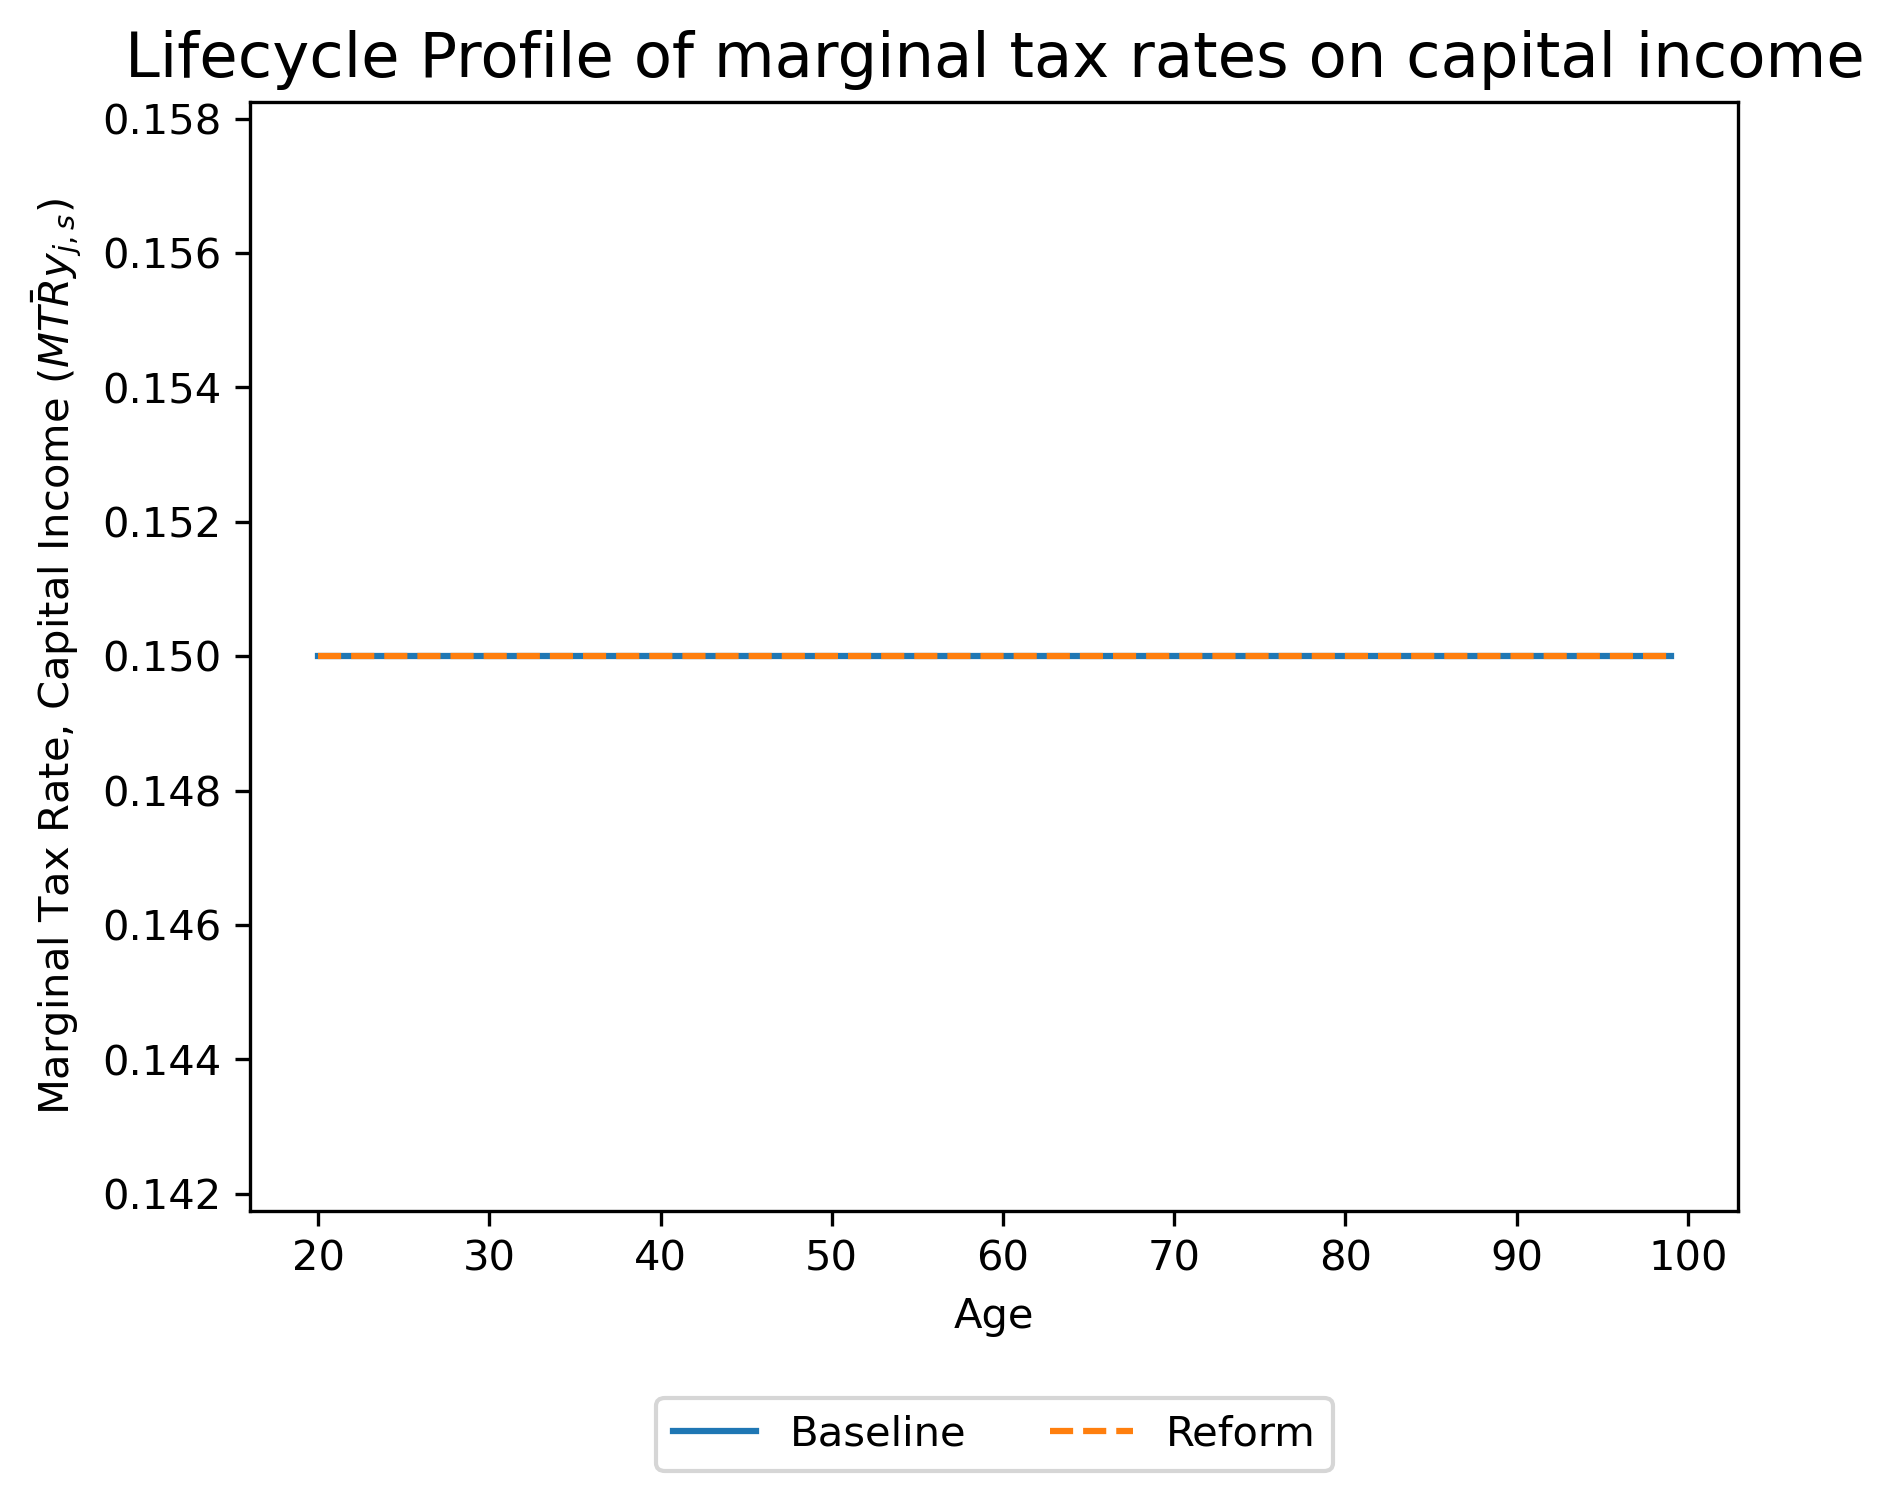 Lifecycle Profile of marginal tax rates on capital income
Marginal Tax Rate, Capital Income ($\bar{MTRy}_{j,s}$)
0.158
0.156
0.154
0.152
0.150
0.148
0.146
0.144
0.142
20 30 40 50 60 70 80 90 100
Age
Baseline Reform